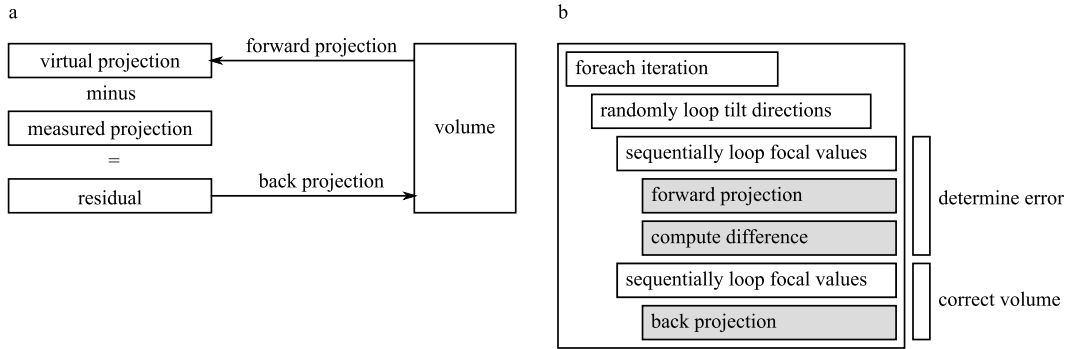 a
virtual projection
minus
measured projection
=
residual
forward projection
back projection
volume
b
foreach iteration
randomly loop tilt directions
sequentially loop focal values
forward projection
compute difference
sequentially loop focal values
back projection
determine error
correct volume